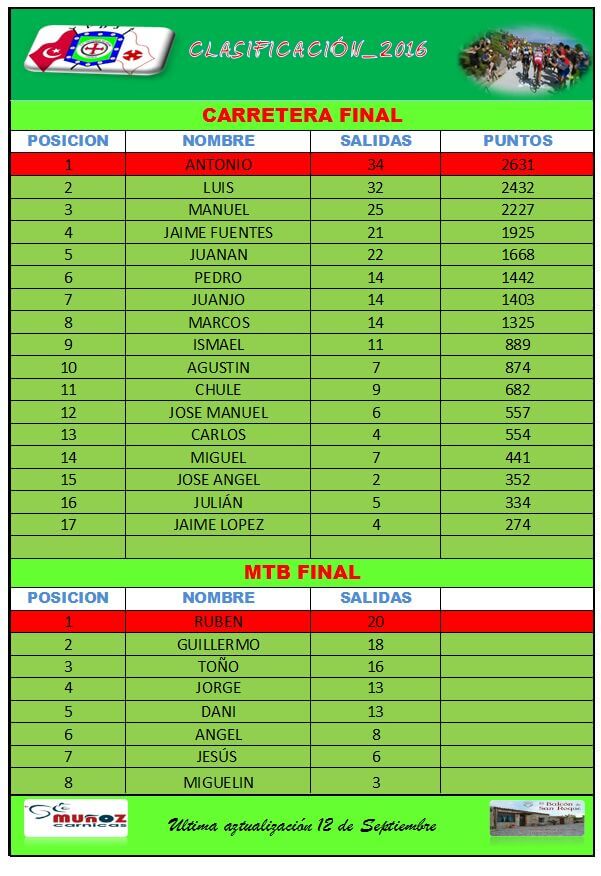 CLASIFICACIÓN_2016
CARRETERA FINAL
POSICION NOMBRE SALIDAS PUNTOS
1 ANTONIO 34 2631
2 LUIS 32 2432
3 MANUEL 25 2227
4 JAIME FUENTES 21 1925
5 JUANAN 22 1668
6 PEDRO 14 1442
7 JUANJO 14 1403
8 MARCOS 14 1325
9 ISMAEL 11 889
10 AGUSTIN 7 874
11 CHULE 9 682
12 JOSE MANUEL 6 557
13 CARLOS 4 554
14 MIGUEL 7 441
15 JOSE ANGEL 2 352
16 JULIÁN 5 334
17 JAIME LOPEZ 4 274
MTB FINAL
POSICION NOMBRE SALIDAS
1 RUBEN 20
2 GUILLERMO 18
3 TOÑO 16
4 JORGE 13
5 DANI 13
6 ANGEL 8
7 JESÚS 6
8 MIGUELIN 3
MUÑOZ
carnicas
Ultima aztualización 12 de Septiembre
El Balcón de
San Roque